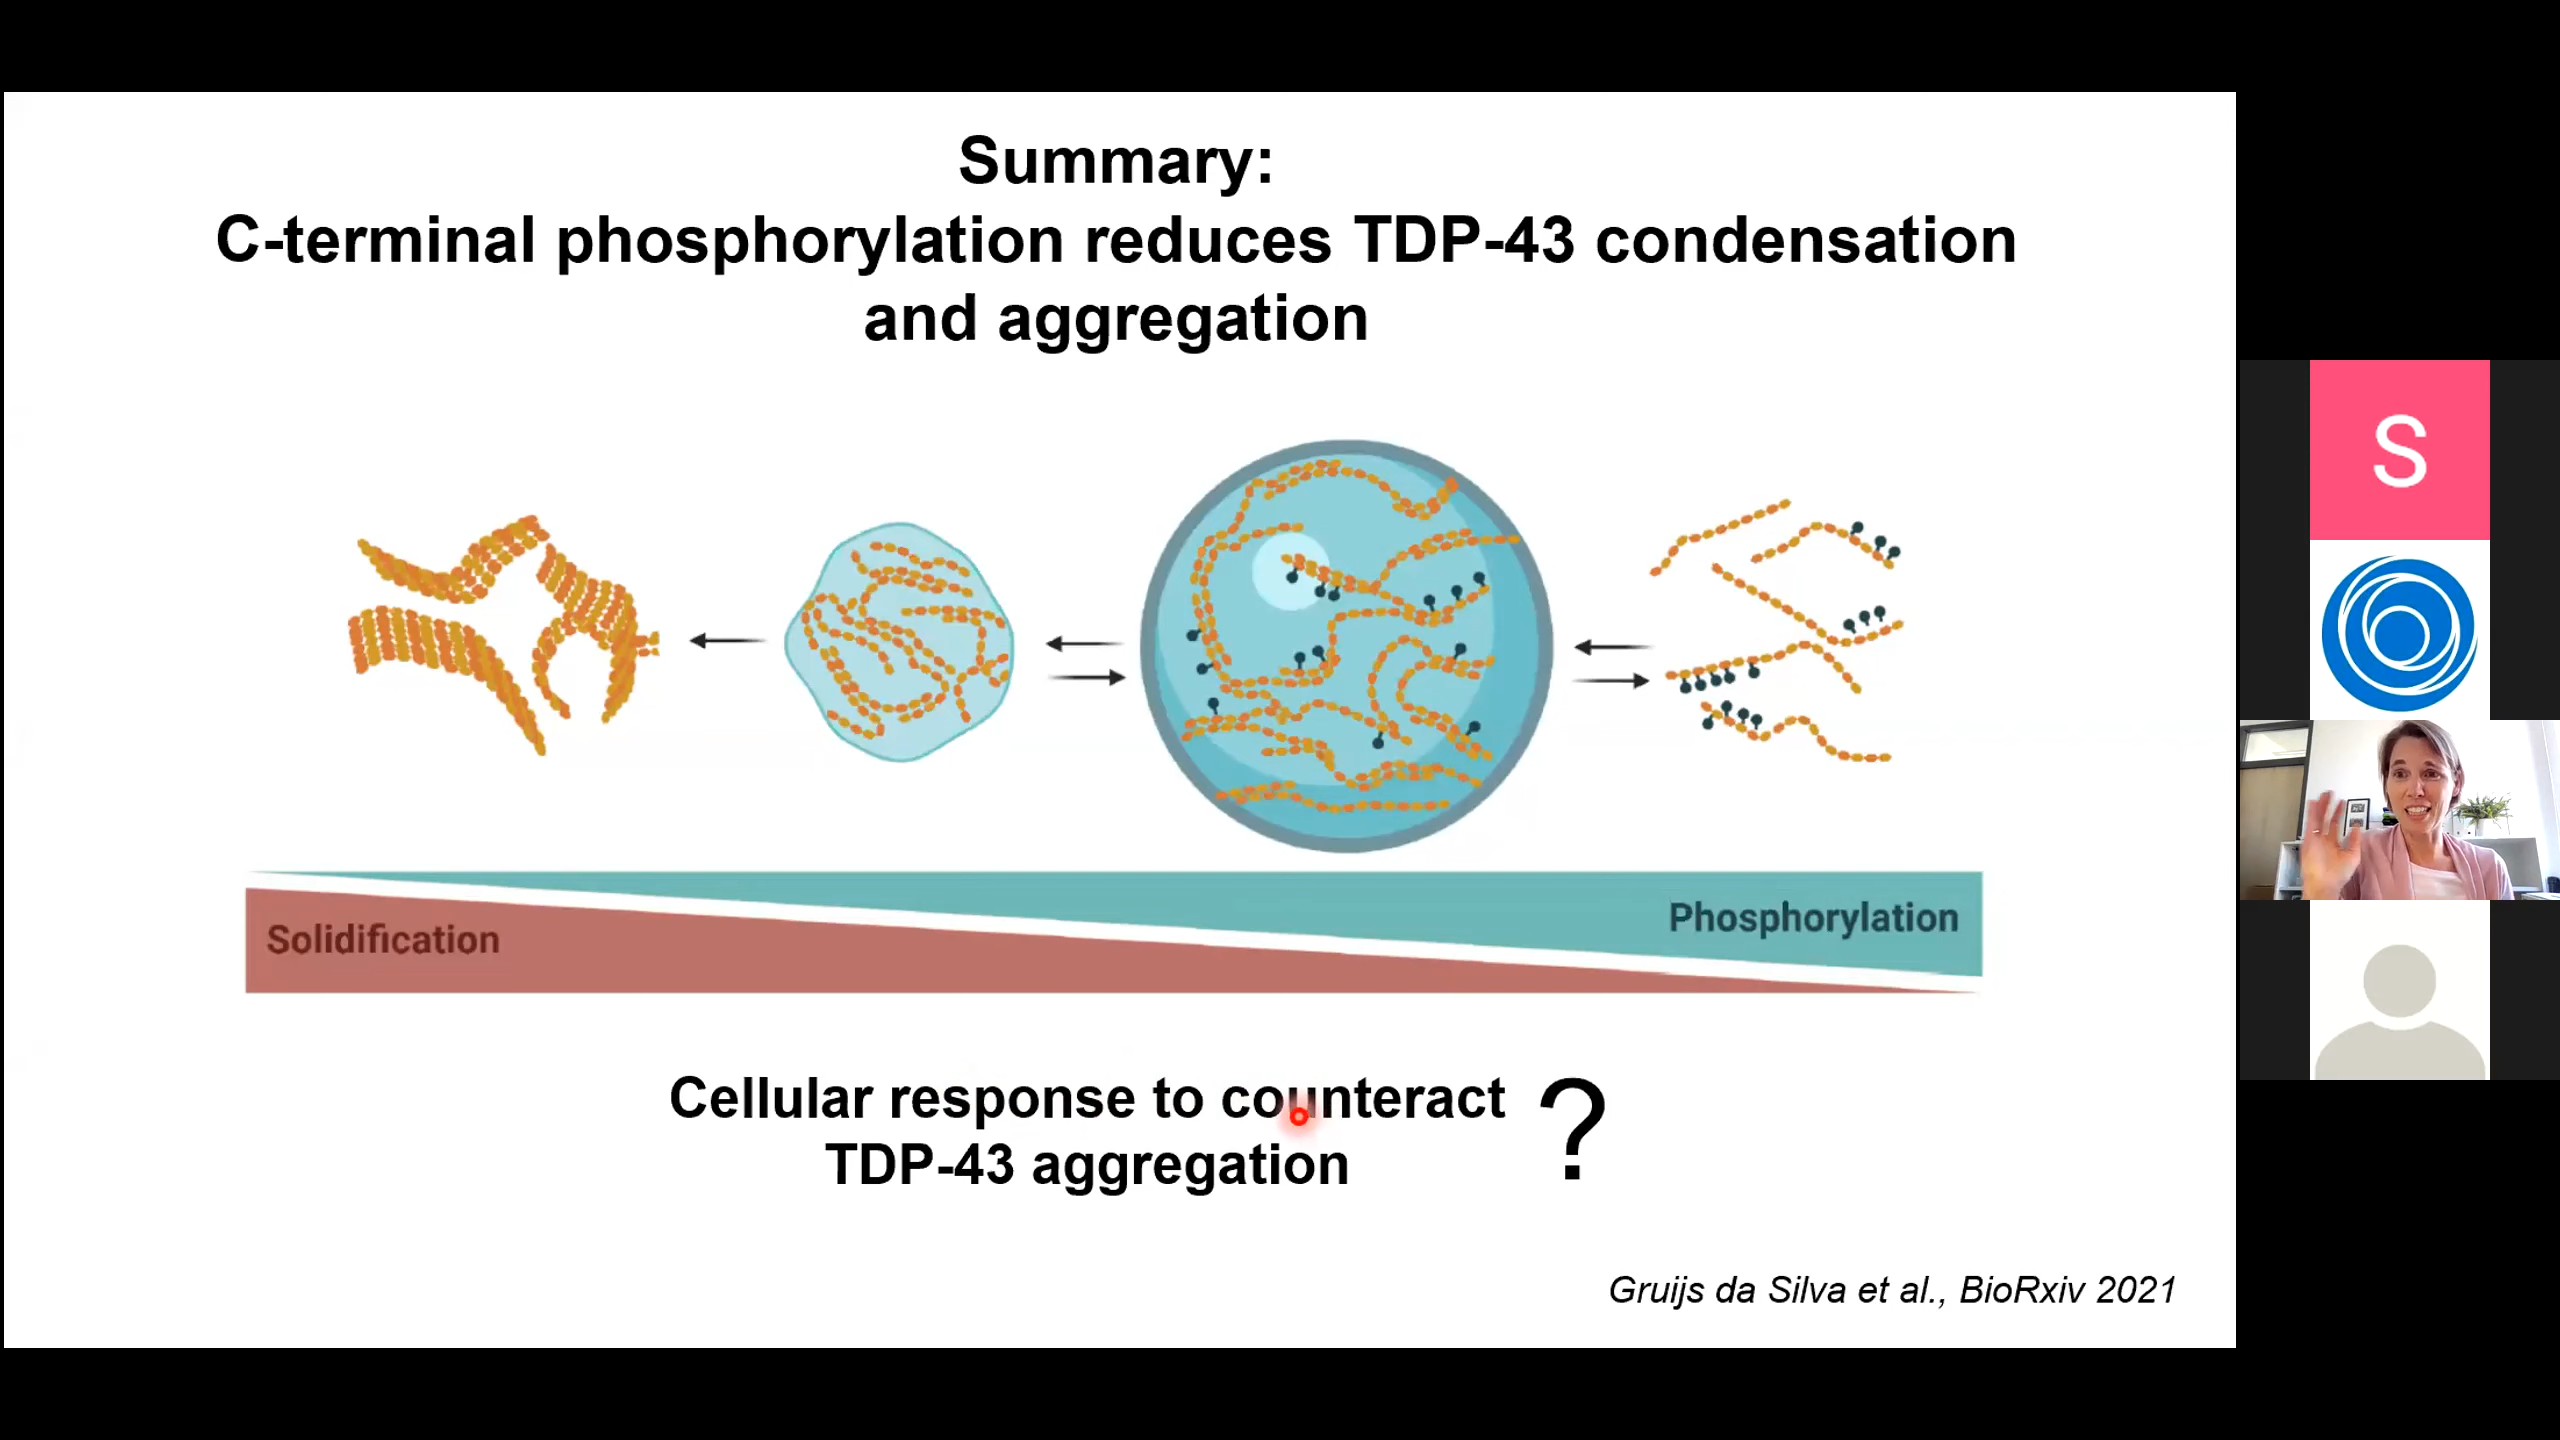 Summary:
C-terminal phosphorylation reduces TDP-43 condensation
and aggregation
Solidification
Phosphorylation
Cellular response to counteract ?
TDP-43 aggregation
Gruijs da Silva et al., BioRxiv 2021
S